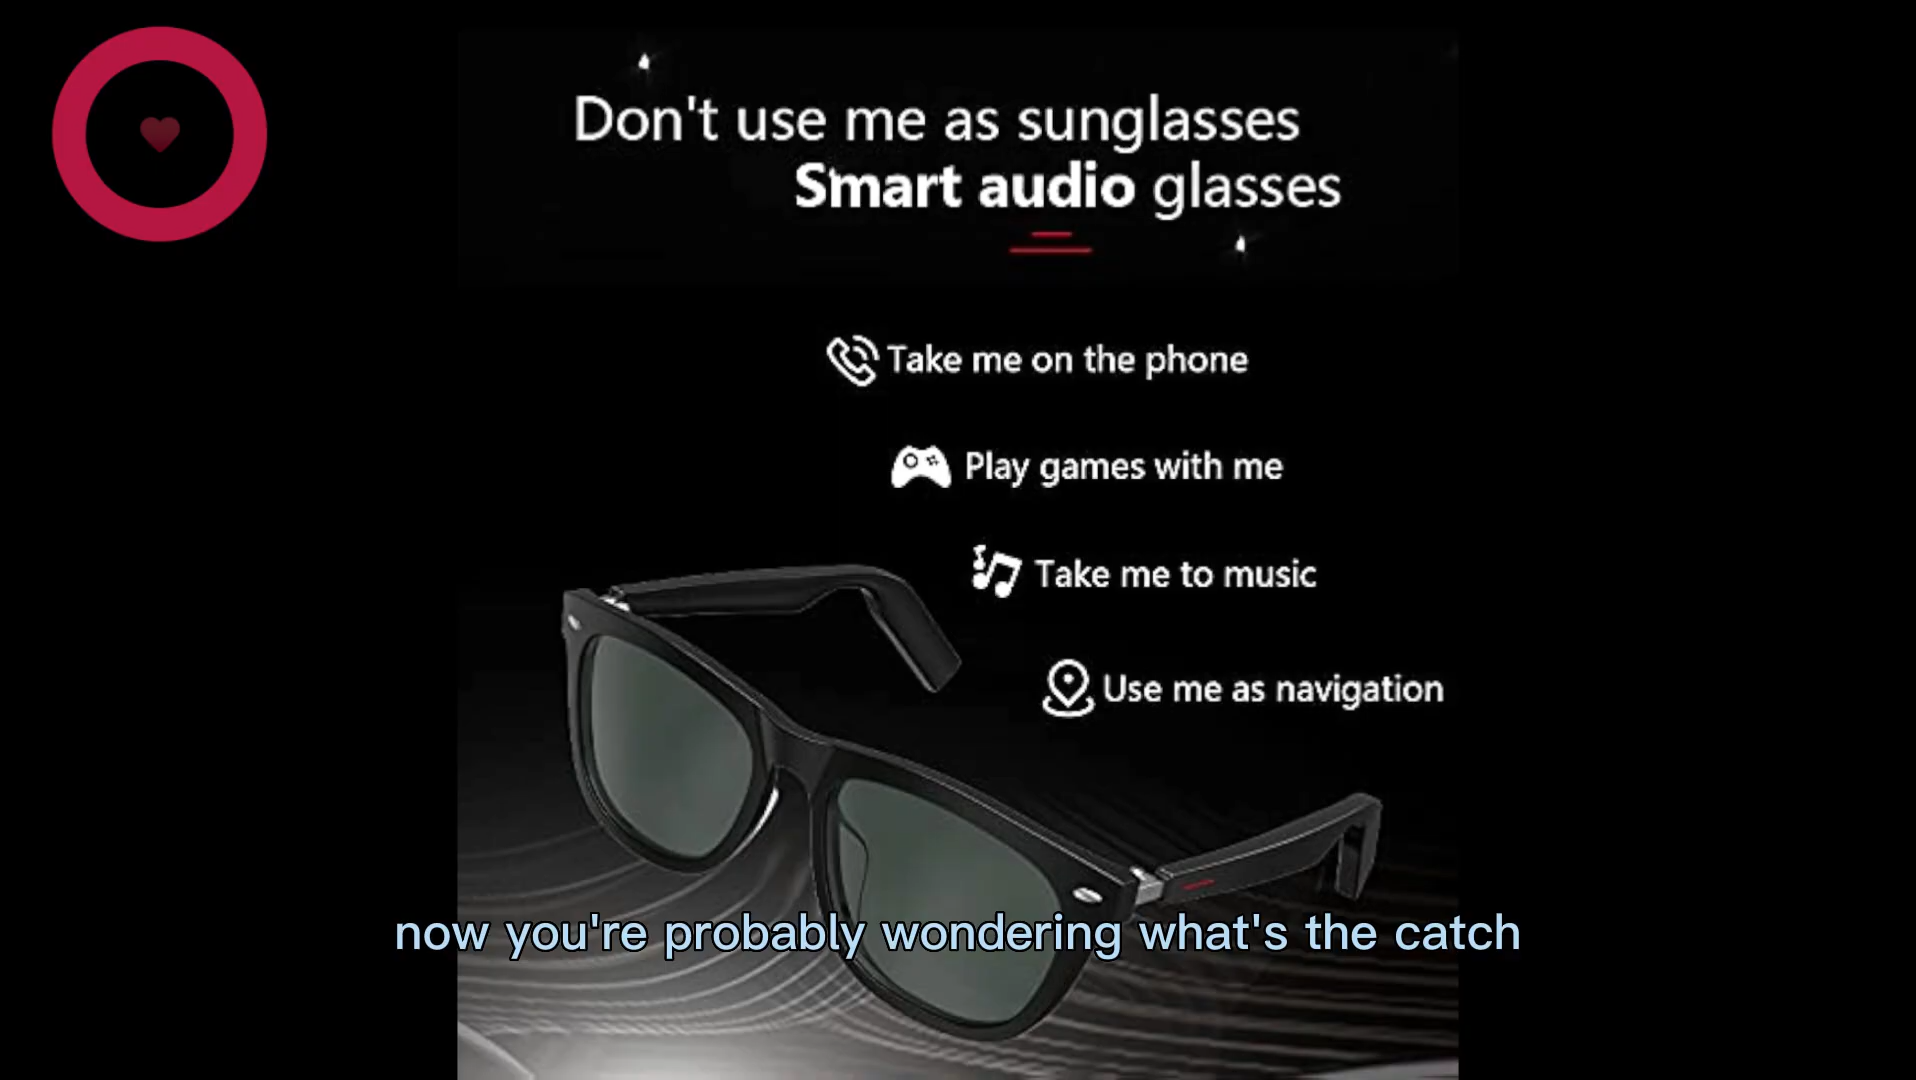 Don't use me as sunglasses
Smart audio glasses
Take me on the phone
Play games with me
Take me to music
Use me as navigation
now you're probably wondering what's the catch